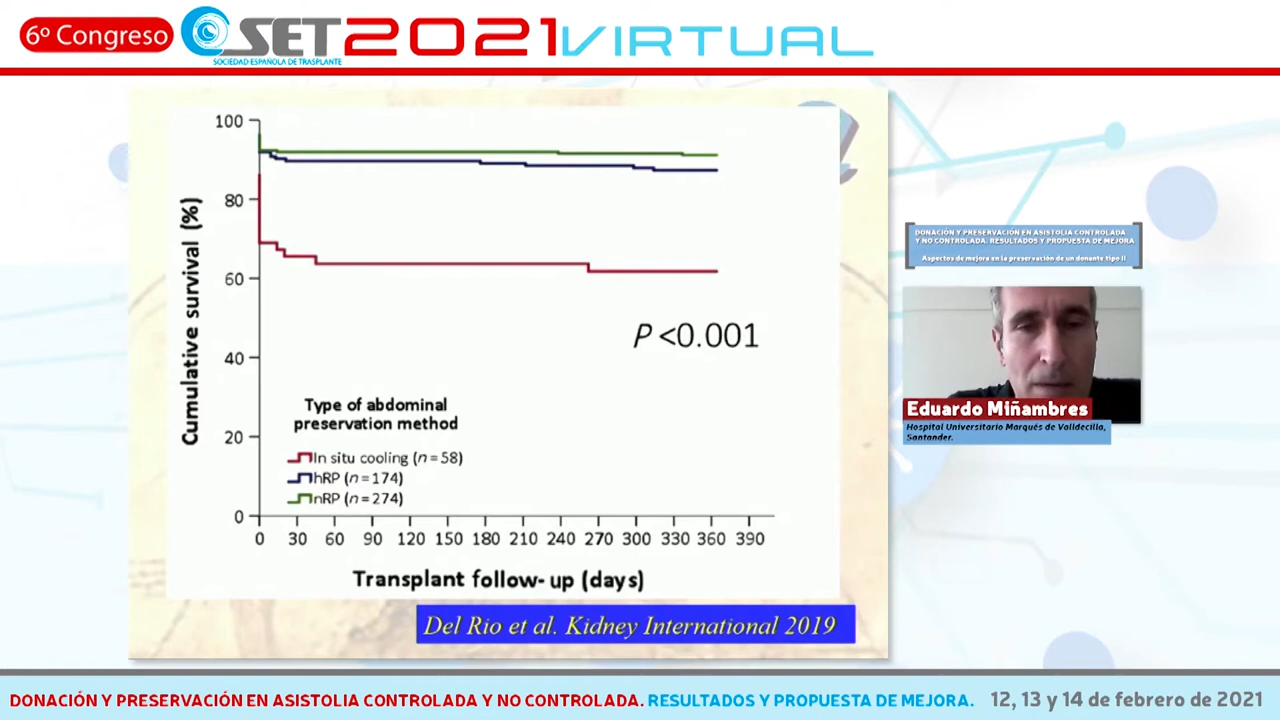 6º Congreso SET 2021 VIRTUAL
SOCIEDAD ESPAÑOLA DE TRASPLANTE
100
80
60
40
20
0
Cumulative survival (%)
P <0.001
Type of abdominal
preservation method
In situ cooling (n=58)
hRP (n=174)
nRP (n=274)
0 30 60 90 120 150 180 210 240 270 300 330 360 390
Transplant follow-up (days)
Del Rio et al. Kidney International 2019
DONACIÓN Y PRESERVACIÓN EN ASISTOLIA CONTROLADA
Y NO CONTROLADA. RESULTADOS Y PROPUESTA DE MEJORA
Aspectos de mejora en la preservación de un donante tipo II
Eduardo Miñambres
Hospital Universitario Marqués de Valldecilla,
Santander.
DONACIÓN Y PRESERVACIÓN EN ASISTOLIA CONTROLADA Y NO CONTROLADA. RESULTADOS Y PROPUESTA DE MEJORA. 12, 13 y 14 de febrero de 2021